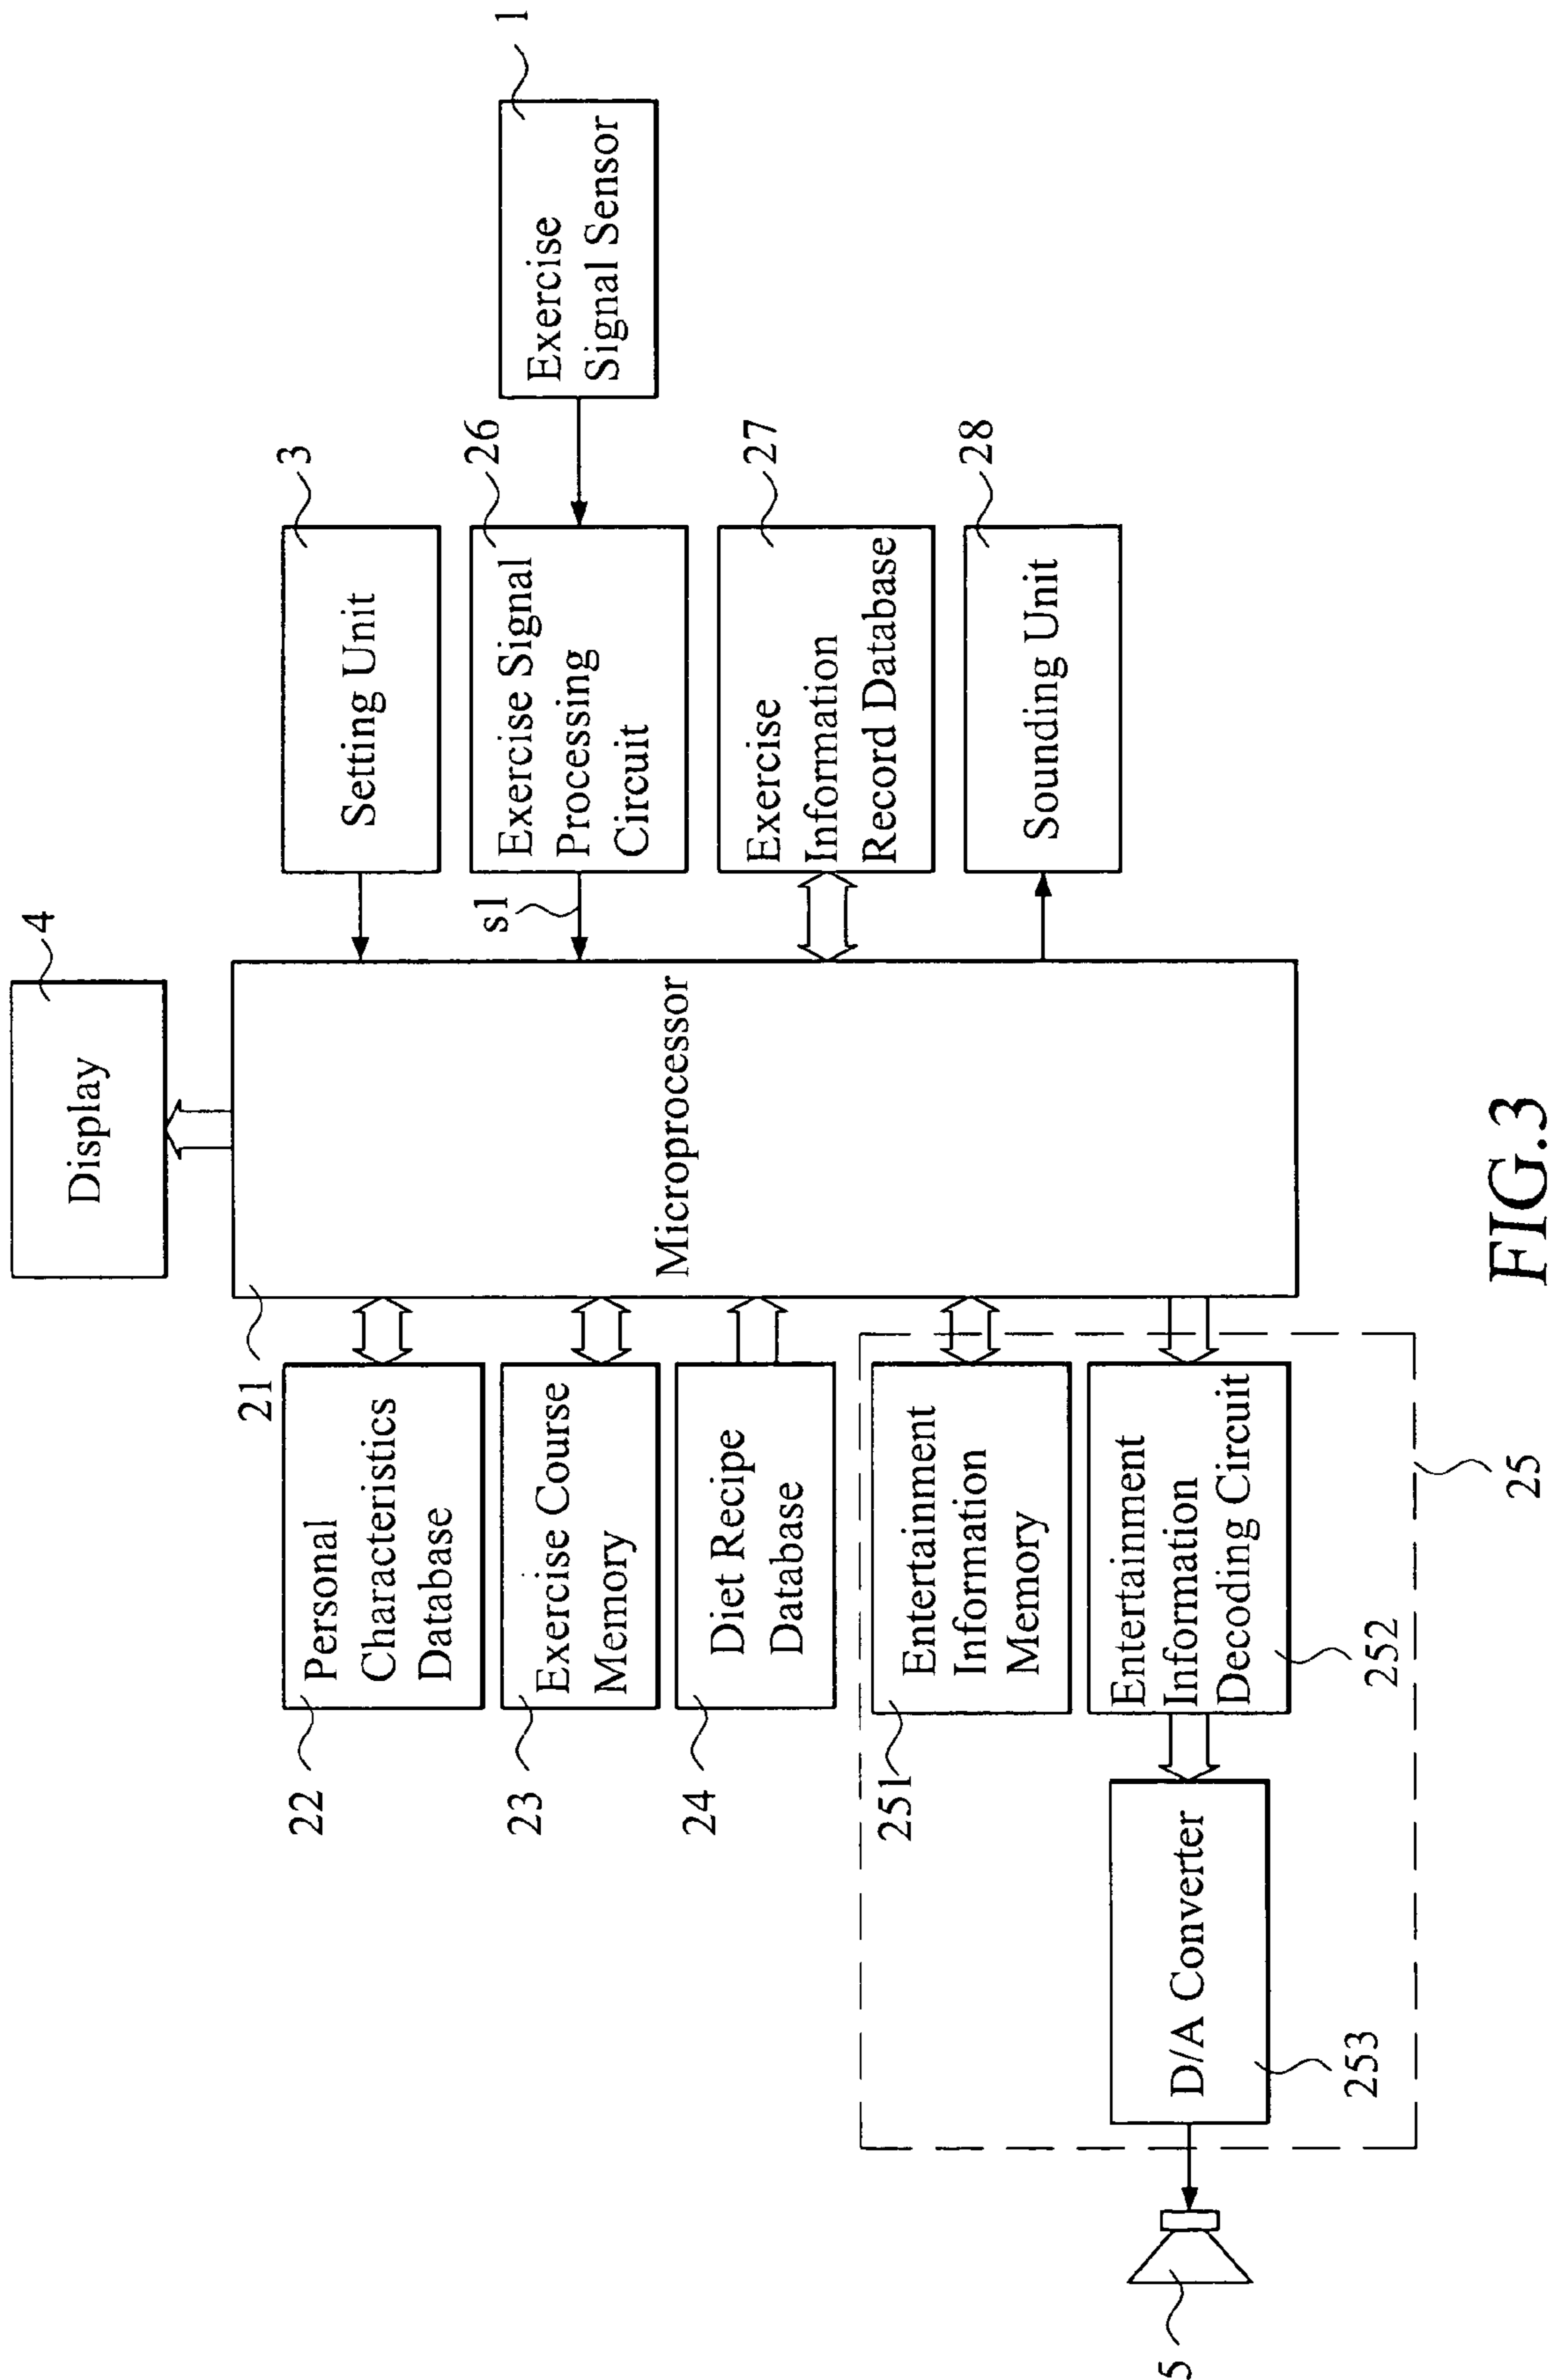 4
Display
21
Microprocessor
22
Personal
Characteristics
Database
3
Setting Unit
23
Exercise Course
Memory
s1
26
Exercise Signal
Processing
Circuit
1
Exercise
Signal Sensor
24
Diet Recipe
Database
27
Exercise
Information
Record Database
251
Entertainment
Information
Memory
28
Sounding Unit
5
D/A Converter
253
Entertainment
Information
Decoding Circuit
252
25
FIG.3